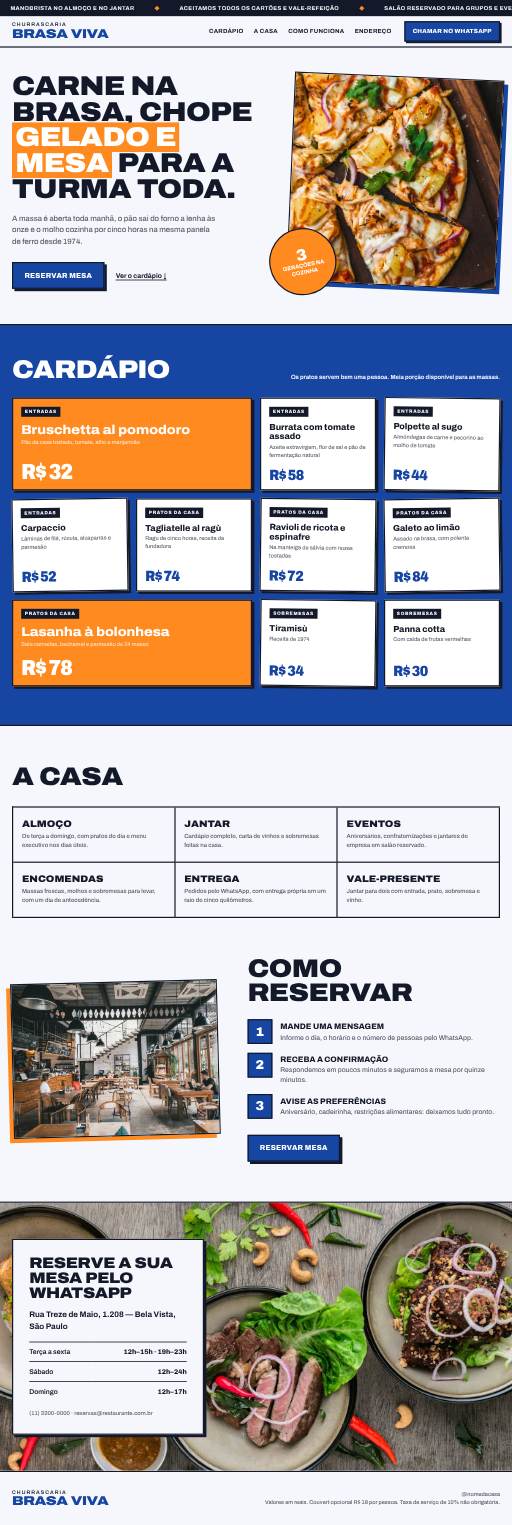 MANOBRISTA NO ALMOÇO E NO JANTAR ◆ ACEITAMOS TODOS OS CARTÕES E VALE-REFEIÇÃO ◆ SALÃO RESERVADO PARA GRUPOS E EVE
CHURRASCARIA
BRASA VIVA
CARDÁPIO A CASA COMO FUNCIONA ENDEREÇO CHAMAR NO WHATSAPP
CARNE NA
BRASA, CHOPE
GELADO E
MESA PARA A
TURMA TODA.
A massa é aberta toda manhã, o pão sai do forno a lenha às
onze e o molho cozinha por cinco horas na mesma panela
de ferro desde 1974.
RESERVAR MESA Ver o cardápio ↓
3
GERAÇÕES NA
COZINHA
CARDÁPIO
Os pratos servem bem uma pessoa. Meia porção disponível para as massas.
ENTRADAS
Bruschetta al pomodoro
Pão da casa tostado, tomate, alho e manjericão
R$ 32
ENTRADAS
Burrata com tomate
assado
Azeite extravirgem, flor de sal e pão de
fermentação natural
R$ 58
ENTRADAS
Polpette al sugo
Almôndegas de carne e pecorino ao
molho de tomate
R$ 44
ENTRADAS
Carpaccio
Lâminas de filé, rúcula, alcaparras e
parmesão
R$ 52
PRATOS DA CASA
Tagliatelle al ragù
Ragu de cinco horas, receita da
fundadora
R$ 74
PRATOS DA CASA
Ravioli de ricota e
espinafre
Na manteiga de sálvia com nozes
tostadas
R$ 72
PRATOS DA CASA
Galeto ao limão
Assado na brasa, com polenta
cremosa
R$ 84
PRATOS DA CASA
Lasanha à bolonhesa
Seis camadas, bechamel e parmesão de 24 meses
R$ 78
SOBREMESAS
Tiramisù
Receita de 1974
R$ 34
SOBREMESAS
Panna cotta
Com calda de frutas vermelhas
R$ 30
A CASA
ALMOÇO
De terça a domingo, com pratos do dia e menu
executivo nos dias úteis.
JANTAR
Cardápio completo, carta de vinhos e sobremesas
feitas na casa.
EVENTOS
Aniversários, confraternizações e jantares de
empresa em salão reservado.
ENCOMENDAS
Massas frescas, molhos e sobremesas para levar,
com um dia de antecedência.
ENTREGA
Pedidos pelo WhatsApp, com entrega própria em um
raio de cinco quilômetros.
VALE-PRESENTE
Jantar para dois com entrada, prato, sobremesa e
vinho.
COMO
RESERVAR
1 MANDE UMA MENSAGEM
Informe o dia, o horário e o número de pessoas pelo WhatsApp.
2 RECEBA A CONFIRMAÇÃO
Respondemos em poucos minutos e seguramos a mesa por quinze
minutos.
3 AVISE AS PREFERÊNCIAS
Aniversário, cadeirinha, restrições alimentares: deixamos tudo pronto.
RESERVAR MESA
RESERVE A SUA
MESA PELO
WHATSAPP
Rua Treze de Maio, 1.208 — Bela Vista,
São Paulo
Terça a sexta 12h–15h · 19h–23h
Sábado 12h–24h
Domingo 12h–17h
(11) 3200-0000 · reservas@restaurante.com.br
CHURRASCARIA
BRASA VIVA
@nomedacasa
Valores em reais. Couvert opcional R$ 18 por pessoa. Taxa de serviço de 10% não obrigatória.